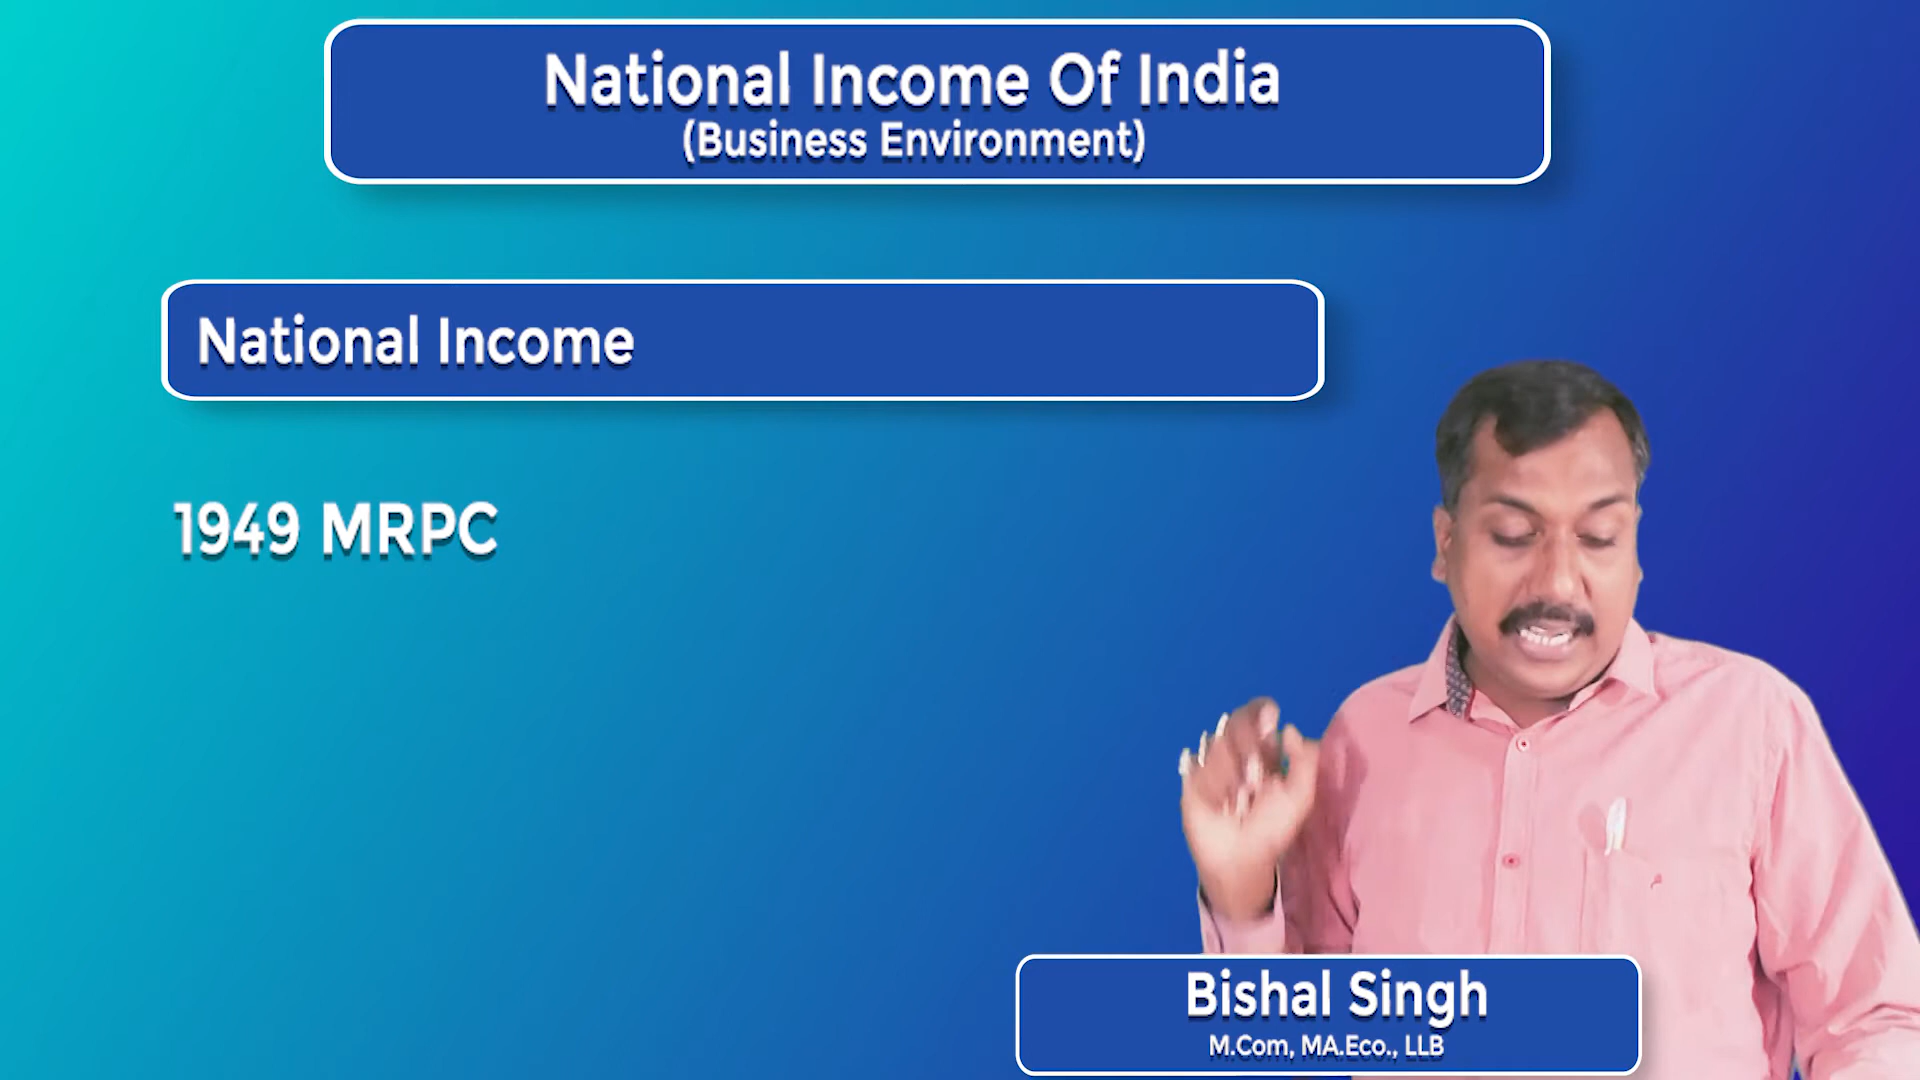 National Income Of India
(Business Environment)
National Income
1949 MRPC
Bishal Singh
M.Com, MA.Eco., LLB